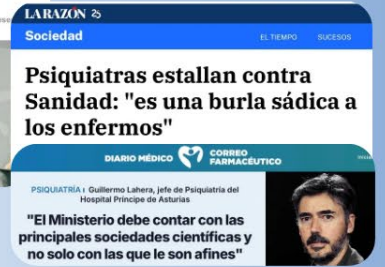 LA RAZÓN 25
Sociedad
EL TIEMPO SUCESOS
Psiquiatras estallan contra
Sanidad: "es una burla sádica a
los enfermos"
DIARIO MÉDICO CORREO
FARMACÉUTICO
PSIQUIATRÍA Guillermo Lahera, jefe de Psiquiatría del
Hospital Príncipe de Asturias
"El Ministerio debe contar con las
principales sociedades científicas y
no solo con las que le son afines"